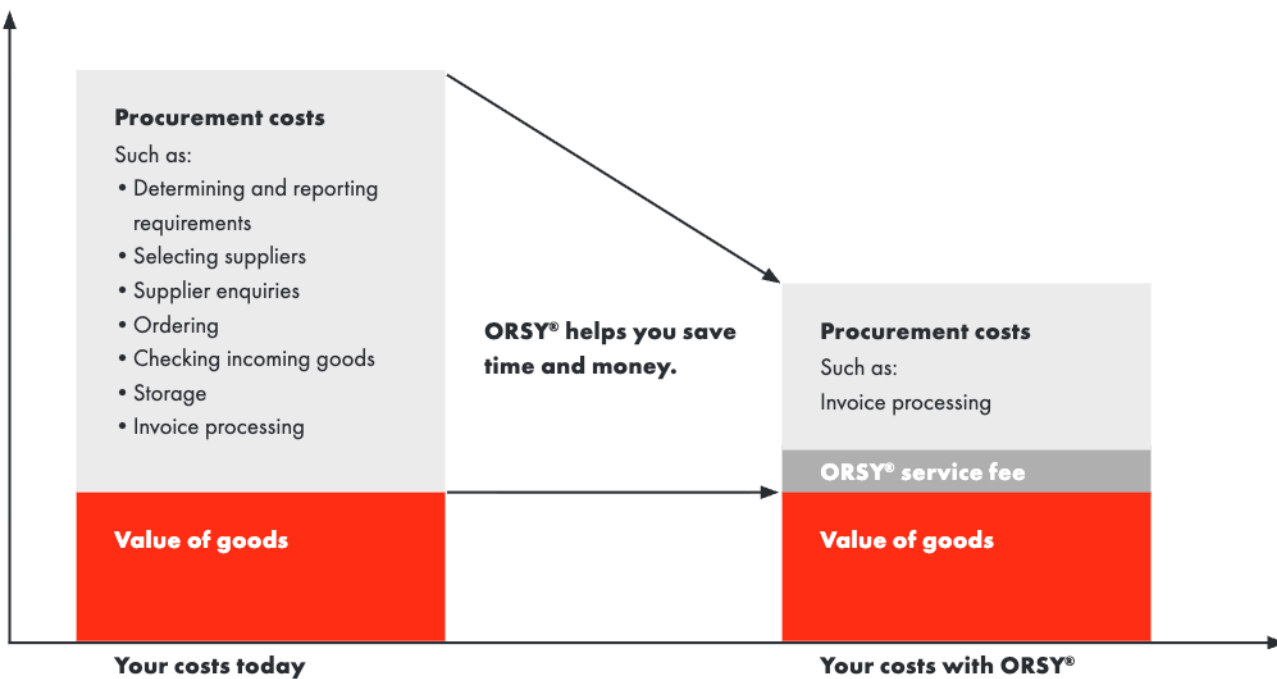 Procurement costs
Such as:
• Determining and reporting
requirements
• Selecting suppliers
• Supplier enquiries
• Ordering
• Checking incoming goods
• Storage
• Invoice processing
Value of goods
Your costs today
ORSY® helps you save
time and money.
Procurement costs
Such as:
Invoice processing
ORSY® service fee
Value of goods
Your costs with ORSY®